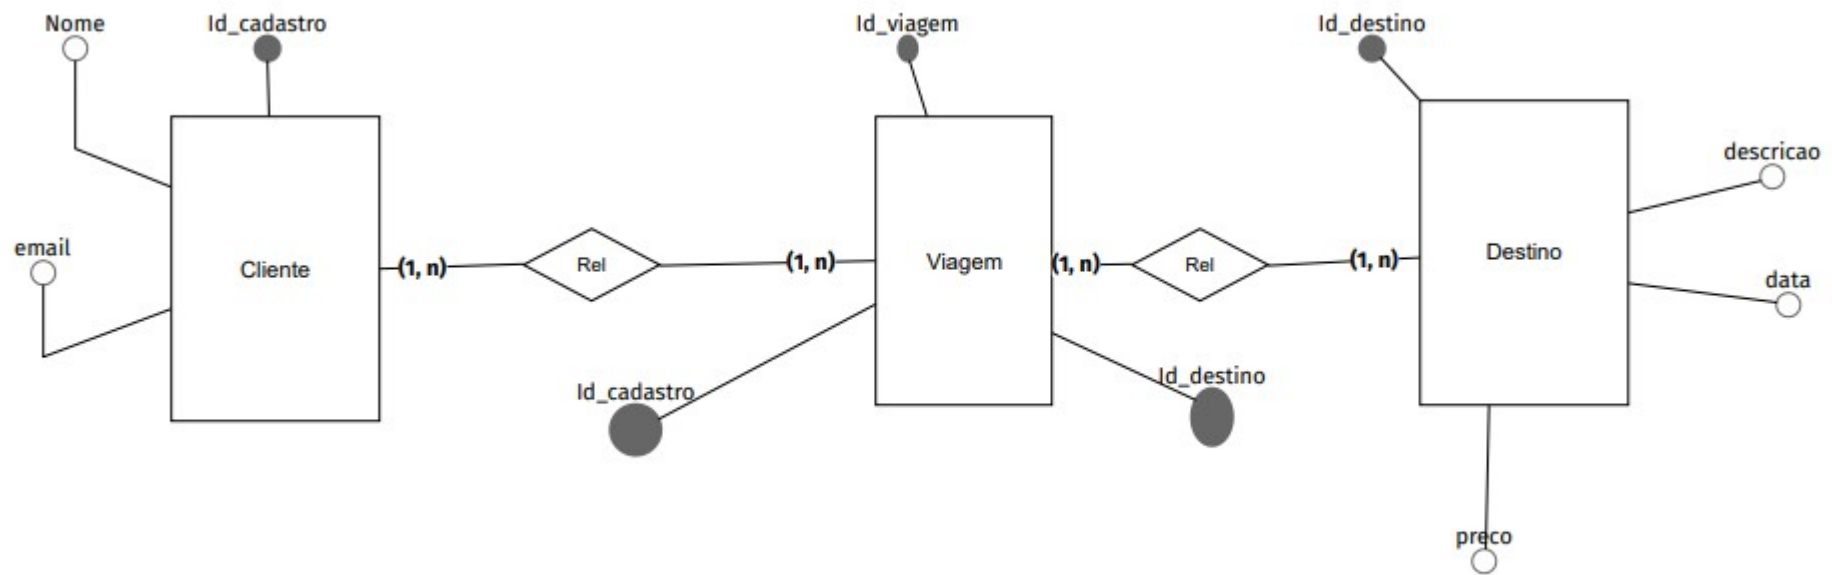 Nome
Id_cadastro
Id_viagem
Id_destino
descricao
email
Cliente
(1, n)
Rel
(1, n)
Viagem
(1, n)
Rel
(1, n)
Destino
data
Id_cadastro
Id_destino
preco